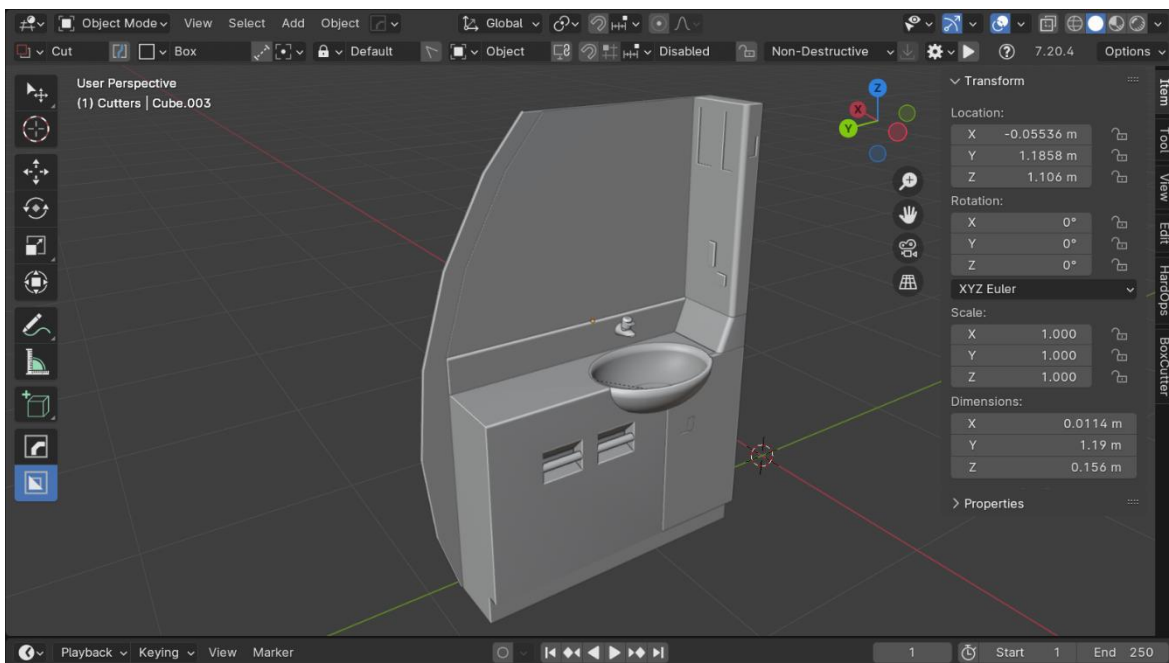 Object Mode View Select Add Object Global
Cut Box Default Object Disabled Non-Destructive 7.20.4 Options
User Perspective
(1) Cutters | Cube.003
Z
X
Y
Transform
Location:
X -0.05536 m
Y 1.1858 m
Z 1.106 m
Rotation:
X 0°
Y 0°
Z 0°
XYZ Euler
Scale:
X 1.000
Y 1.000
Z 1.000
Dimensions:
X 0.0114 m
Y 1.19 m
Z 0.156 m
Properties
Item
Tool
View
Edit
HardOps
BoxCutter
Playback Keying View Marker 1 Start 1 End 250